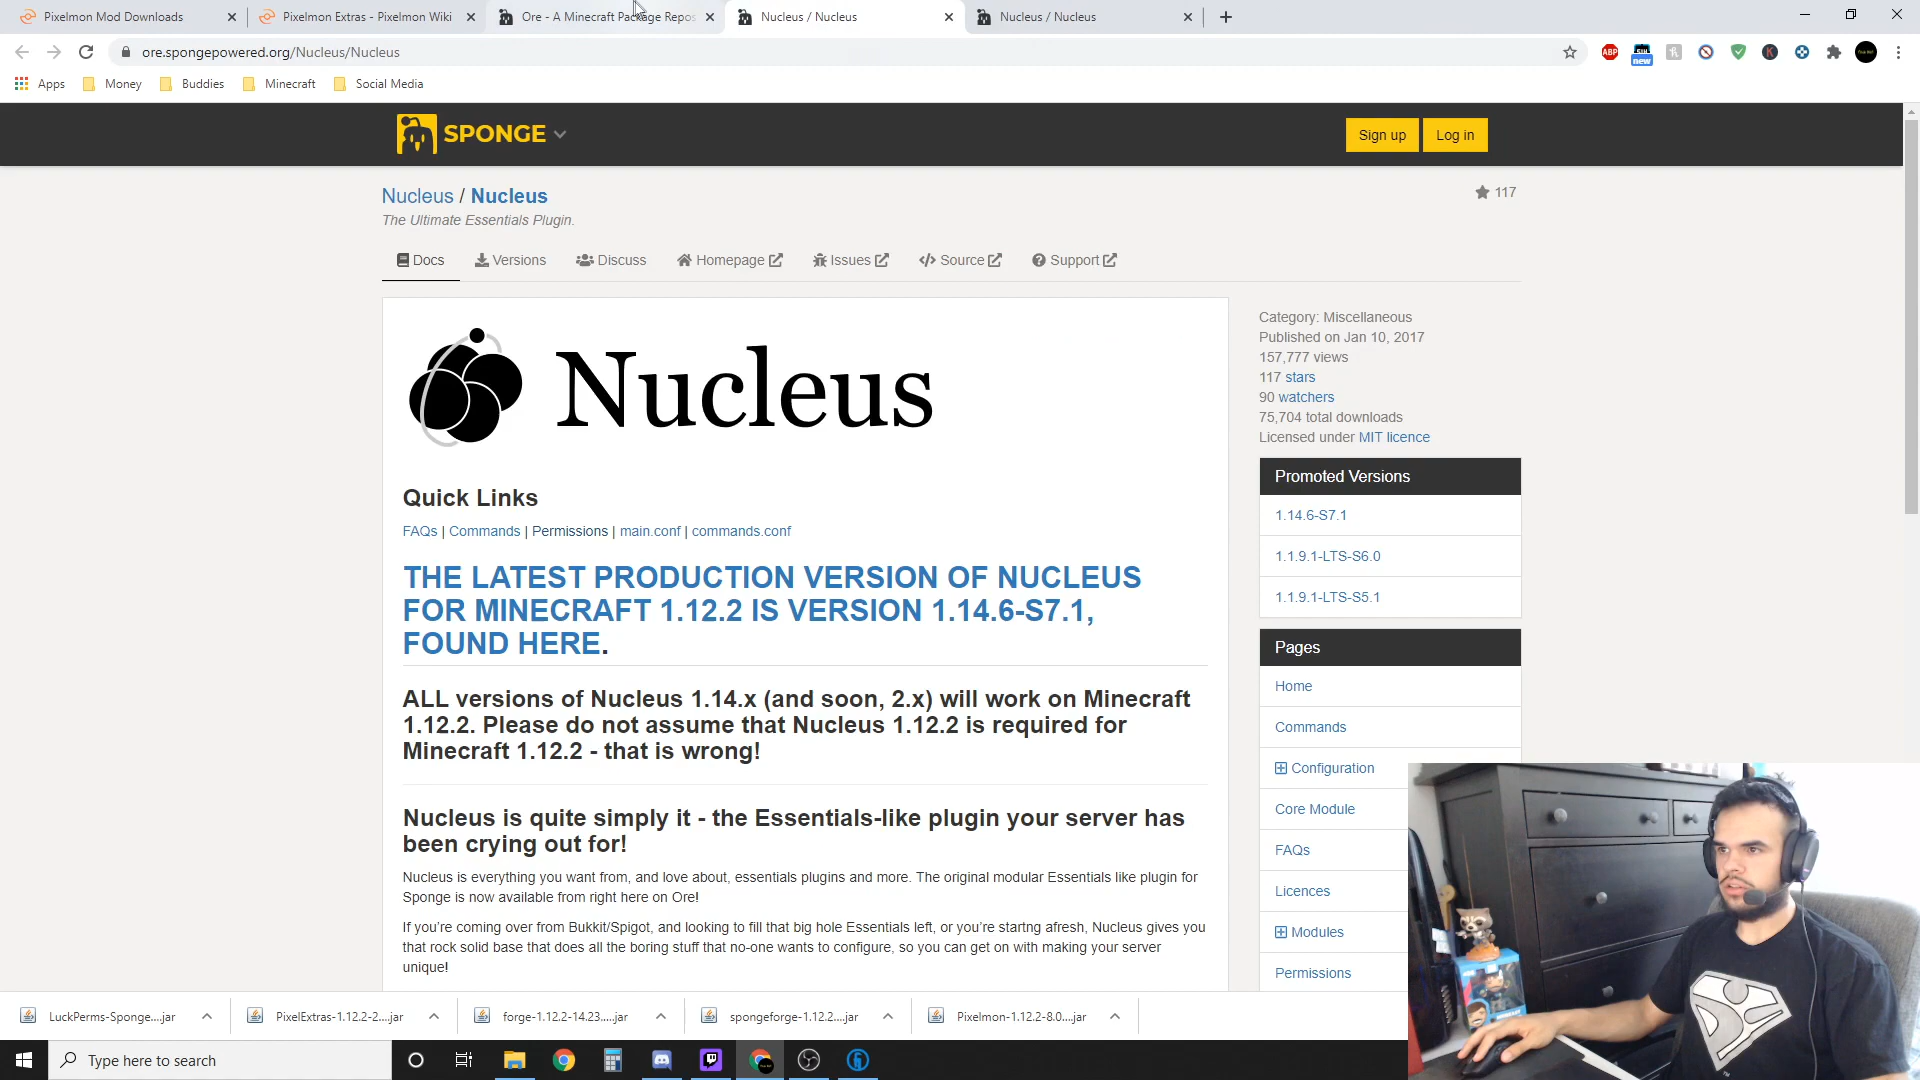 Pixelmon Mod Downloads
Pixelmon Extras - Pixelmon Wiki
Ore - A Minecraft Package Repos
Nucleus / Nucleus
Nucleus / Nucleus
ore.spongepowered.org/Nucleus/Nucleus
ABP
new
Apps
Money
Buddies
Minecraft
Social Media
SPONGE
Sign up
Log in
Nucleus / Nucleus
117
The Ultimate Essentials Plugin.
Docs
Versions
Discuss
Homepage
Issues
Source
Support
Nucleus
Quick Links
FAQs | Commands | Permissions | main.conf | commands.conf
THE LATEST PRODUCTION VERSION OF NUCLEUS
FOR MINECRAFT 1.12.2 IS VERSION 1.14.6-S7.1,
FOUND HERE.
ALL versions of Nucleus 1.14.x (and soon, 2.x) will work on Minecraft
1.12.2. Please do not assume that Nucleus 1.12.2 is required for
Minecraft 1.12.2 - that is wrong!
Nucleus is quite simply it - the Essentials-like plugin your server has
been crying out for!
Nucleus is everything you want from, and love about, essentials plugins and more. The original modular Essentials like plugin for
Sponge is now available from right here on Ore!
If you're coming over from Bukkit/Spigot, and looking to fill that big hole Essentials left, or you're startng afresh, Nucleus gives you
that rock solid base that does all the boring stuff that no-one wants to configure, so you can get on with making your server
unique!
Category: Miscellaneous
Published on Jan 10, 2017
157,777 views
117 stars
90 watchers
75,704 total downloads
Licensed under MIT licence
Promoted Versions
1.14.6-S7.1
1.1.9.1-LTS-S6.0
1.1.9.1-LTS-S5.1
Pages
Home
Commands
Configuration
Core Module
FAQs
Licences
Modules
Permissions
LuckPerms-Sponge....jar
PixelExtras-1.12.2-2....jar
forge-1.12.2-14.23.....jar
spongeforge-1.12.2....jar
Pixelmon-1.12.2-8.0....jar
Type here to search